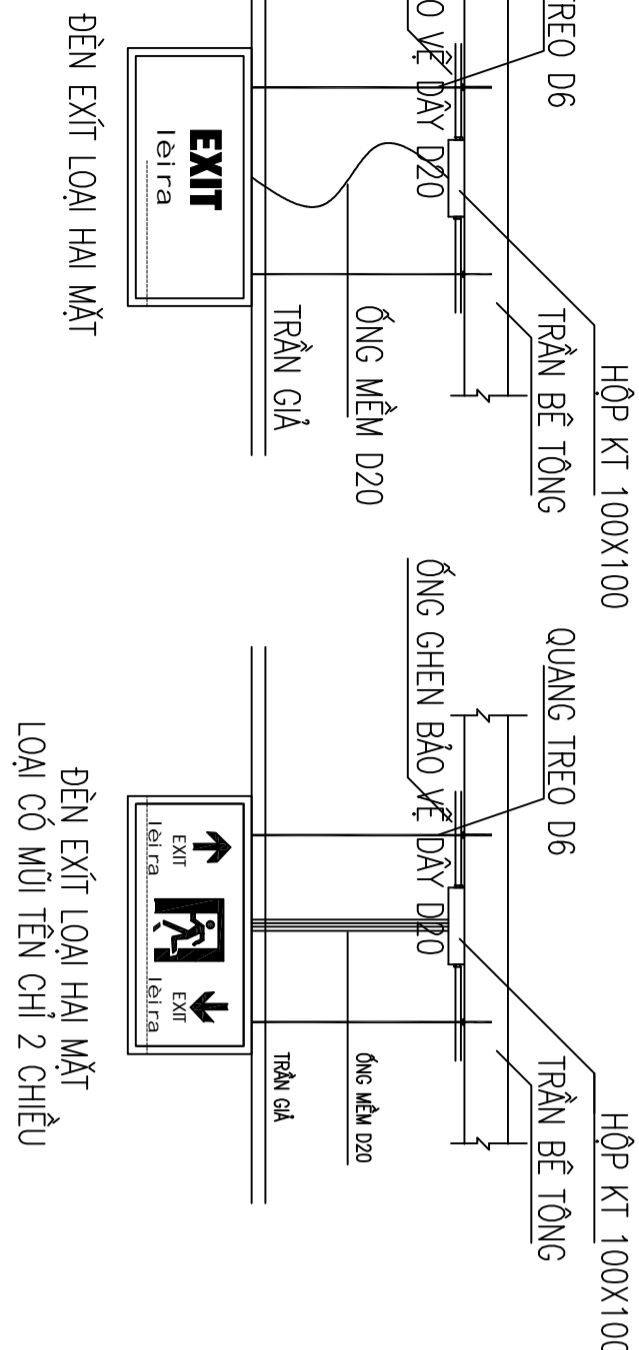 HỘP KT 100X100
TREO D6
TRẦN BÊ TÔNG
O VỆ DÂY D20
ỐNG MỀM D20
TRẦN GIẢ
EXIT
lèi ra
ĐÈN EXÍT LOẠI HAI MẶT
HỘP KT 100X100
QUANG TREO D6
TRẦN BÊ TÔNG
ỐNG GHEN BẢO VỆ DÂY D20
ỐNG MỀM D20
TRẦN GIẢ
EXIT
lèi ra
EXIT
lèi ra
ĐÈN EXÍT LOẠI HAI MẶT
LOẠI CÓ MŨI TÊN CHỈ 2 CHIỀU